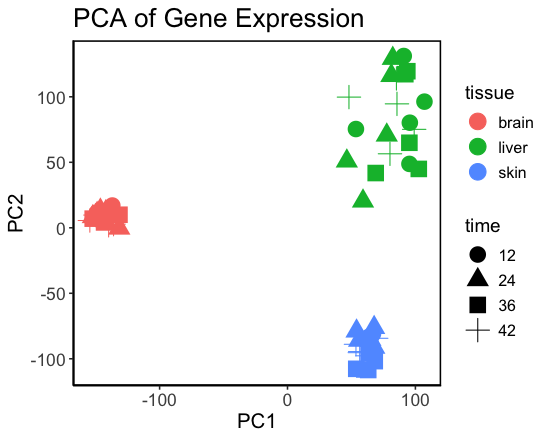 PCA of Gene Expression
100
50
0
-50
-100
PC2
-100
0
100
PC1
tissue
brain
liver
skin
time
12
24
36
42